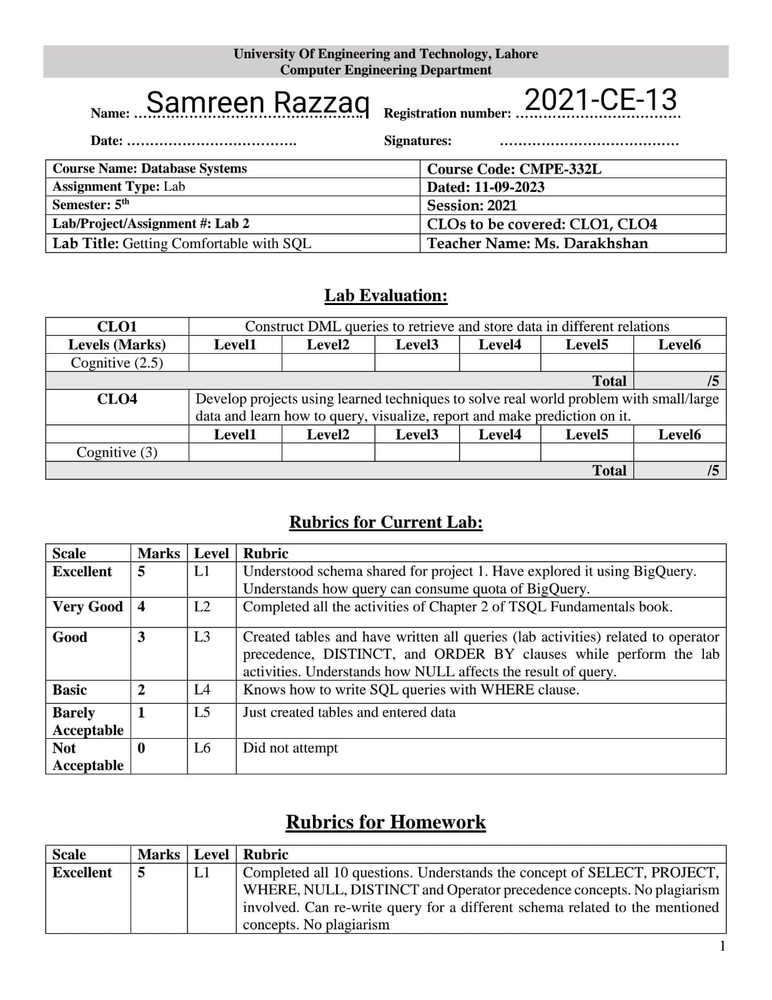 University Of Engineering and Technology, Lahore
Computer Engineering Department
Name: ........................................ Samreen Razzaq Registration number: .................................... 2021-CE-13
Date: ..................................... Signatures: .......................................
Course Name: Database Systems Course Code: CMPE-332L
Assignment Type: Lab Dated: 11-09-2023
Semester: 5th Session: 2021
Lab/Project/Assignment #: Lab 2 CLOs to be covered: CLO1, CLO4
Lab Title: Getting Comfortable with SQL Teacher Name: Ms. Darakhshan
Lab Evaluation:
CLO1 Construct DML queries to retrieve and store data in different relations
Levels (Marks) Level1 Level2 Level3 Level4 Level5 Level6
Cognitive (2.5)
Total /5
CLO4 Develop projects using learned techniques to solve real world problem with small/large
data and learn how to query, visualize, report and make prediction on it.
Level1 Level2 Level3 Level4 Level5 Level6
Cognitive (3)
Total /5
Rubrics for Current Lab:
Scale Marks Level Rubric
Excellent 5 L1 Understood schema shared for project 1. Have explored it using BigQuery.
Understands how query can consume quota of BigQuery.
Very Good 4 L2 Completed all the activities of Chapter 2 of TSQL Fundamentals book.
Good 3 L3 Created tables and have written all queries (lab activities) related to operator
precedence, DISTINCT, and ORDER BY clauses while perform the lab
activities. Understands how NULL affects the result of query.
Basic 2 L4 Knows how to write SQL queries with WHERE clause.
Barely 1 L5 Just created tables and entered data
Acceptable
Not 0 L6 Did not attempt
Acceptable
Rubrics for Homework
Scale Marks Level Rubric
Excellent 5 L1 Completed all 10 questions. Understands the concept of SELECT, PROJECT,
WHERE, NULL, DISTINCT and Operator precedence concepts. No plagiarism
involved. Can re-write query for a different schema related to the mentioned
concepts. No plagiarism
1